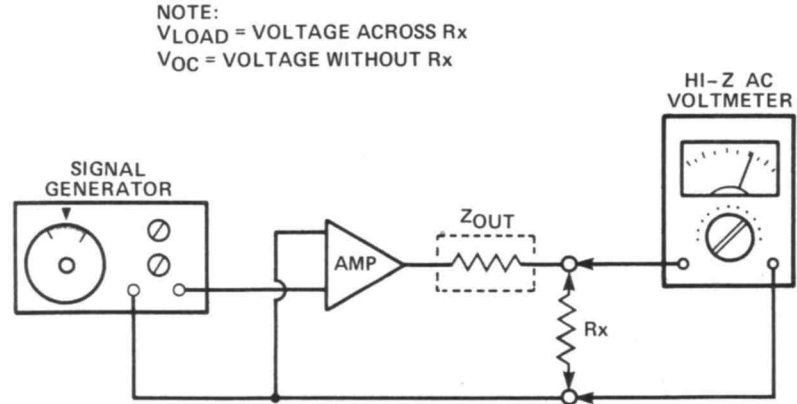 NOTE:
VLOAD = VOLTAGE ACROSS Rx
VOC = VOLTAGE WITHOUT Rx
HI-Z AC
VOLTMETER
SIGNAL
GENERATOR
ZOUT
AMP
Rx